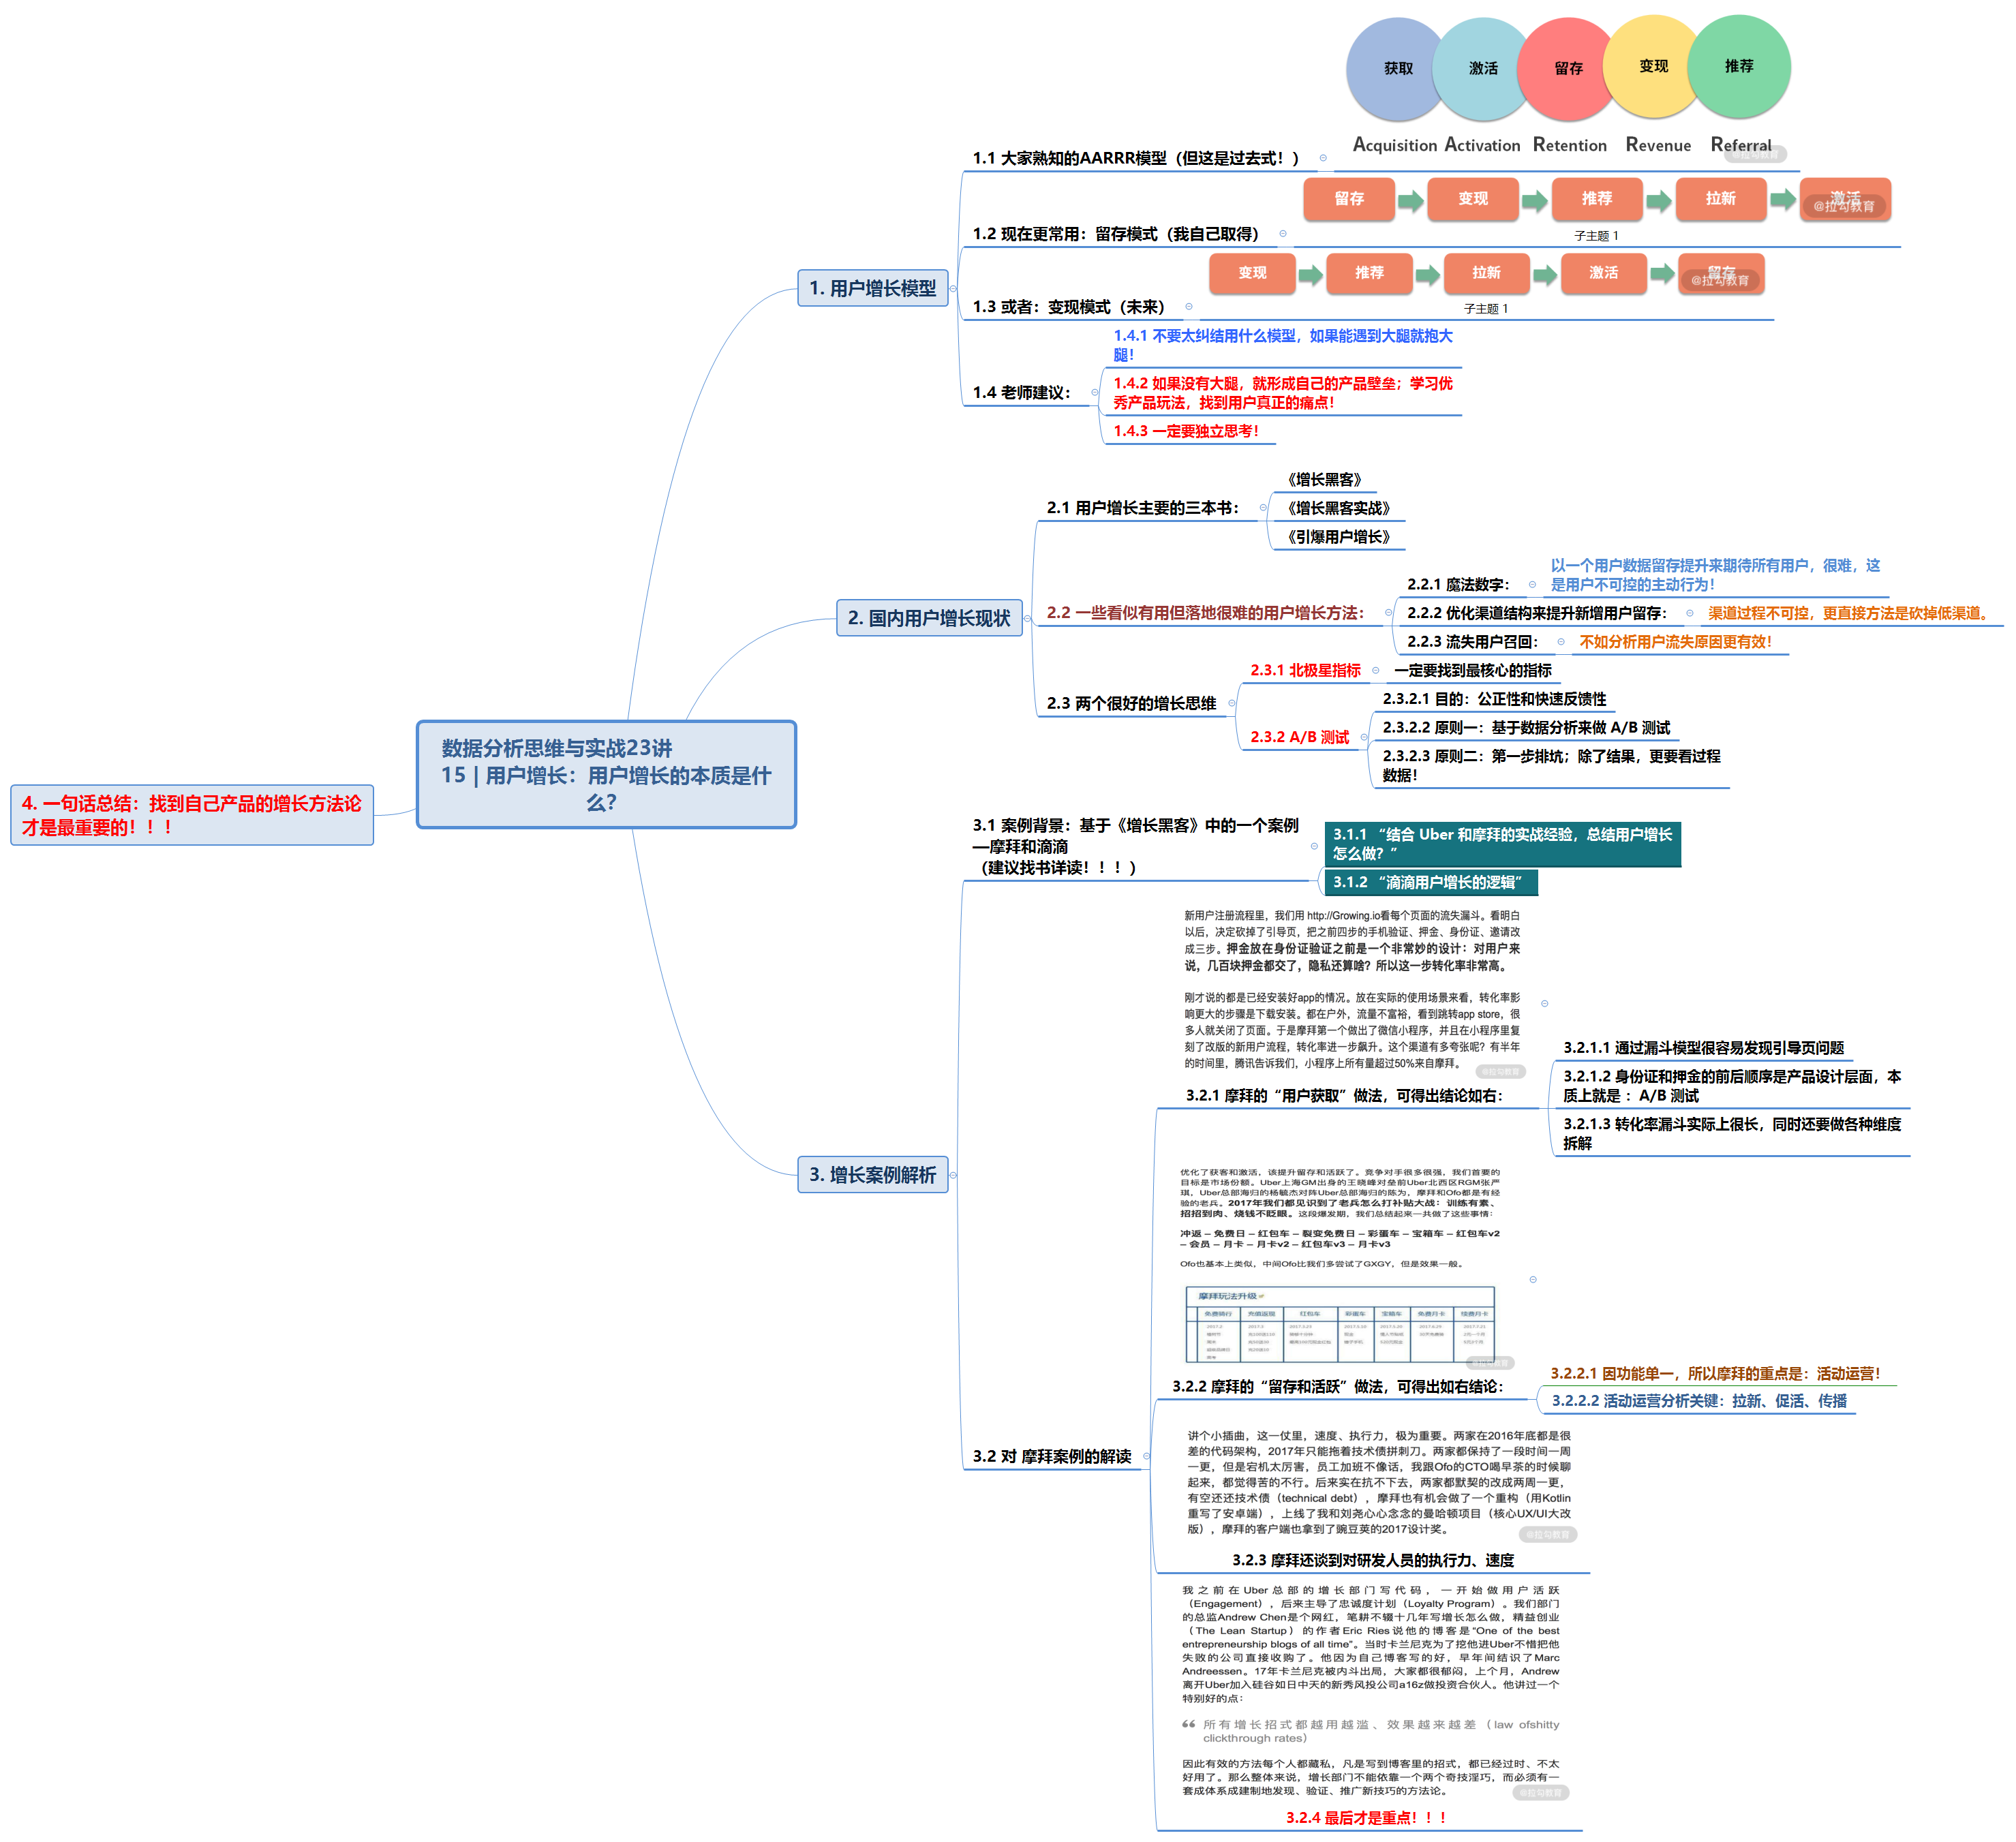 获取
激活
留存
变现
推荐
Acquisition Activation Retention Revenue Referral
@拉勾教育
1.1 大家熟知的AARRR模型（但这是过去式！）
留存
变现
推荐
拉新
激活
@拉勾教育
子主题 1
1.2 现在更常用：留存模式（我自己取得）
变现
推荐
拉新
激活
留存
@拉勾教育
子主题 1
1.3 或者：变现模式（未来）
1. 用户增长模型
1.4 老师建议：
1.4.1 不要太纠结用什么模型，如果能遇到大腿就抱大
腿！
1.4.2 如果没有大腿，就形成自己的产品壁垒；学习优
秀产品玩法，找到用户真正的痛点！
1.4.3 一定要独立思考！
2. 国内用户增长现状
2.1 用户增长主要的三本书：
《增长黑客》
《增长黑客实战》
《引爆用户增长》
2.2 一些看似有用但落地很难的用户增长方法：
2.2.1 魔法数字：
以一个用户数据留存提升来期待所有用户，很难，这
是用户不可控的主动行为！
2.2.2 优化渠道结构来提升新增用户留存：
渠道过程不可控，更直接方法是砍掉低渠道。
2.2.3 流失用户召回：
不如分析用户流失原因更有效！
2.3 两个很好的增长思维
2.3.1 北极星指标
一定要找到最核心的指标
2.3.2 A/B 测试
2.3.2.1 目的：公正性和快速反馈性
2.3.2.2 原则一：基于数据分析来做 A/B 测试
2.3.2.3 原则二：第一步排坑；除了结果，更要看过程
数据！
数据分析思维与实战23讲
15 | 用户增长：用户增长的本质是什
么？
4. 一句话总结：找到自己产品的增长方法论
才是最重要的！！！
3. 增长案例解析
3.1 案例背景：基于《增长黑客》中的一个案例
—摩拜和滴滴
（建议找书详读！！！）
3.1.1 “结合 Uber 和摩拜的实战经验，总结用户增长
怎么做？”
3.1.2 “滴滴用户增长的逻辑”
3.2 对 摩拜案例的解读
新用户注册流程里，我们用 http://Growing.io看每个页面的流失漏斗。看明白
以后，决定砍掉了引导页，把之前四步的手机验证、押金、身份证、邀请改
成三步。押金放在身份证验证之前是一个非常妙的设计：对用户来
说，几百块押金都交了，隐私还算啥？所以这一步转化率非常高。
刚才说的都是已经安装好app的情况。放在实际的使用场景来看，转化率影
响更大的步骤是下载安装。都在户外，流量不富裕，看到跳转app store，很
多人就关闭了页面。于是摩拜第一个做出了微信小程序，并且在小程序里复
刻了改版的新用户流程，转化率进一步飙升。这个渠道有多夸张呢？有半年
的时间里，腾讯告诉我们，小程序上所有量超过50%来自摩拜。
@拉勾教育
3.2.1 摩拜的“用户获取”做法，可得出结论如右：
3.2.1.1 通过漏斗模型很容易发现引导页问题
3.2.1.2 身份证和押金的前后顺序是产品设计层面，本
质上就是 ：A/B 测试
3.2.1.3 转化率漏斗实际上很长，同时还要做各种维度
拆解
优化了获客和激活，该提升留存和活跃了。竞争对手很多很强，我们首要的
目标是市场份额。Uber上海GM出身的王晓峰对垒前Uber北西区RGM张严
琪，Uber总部海归的杨毓杰对阵Uber总部海归的陈为，摩拜和Ofo都是有经
验的老兵。2017年我们都见识到了老兵怎么打补贴大战：训练有素、
招招到肉、烧钱不眨眼。这段爆发期，我们总结起来一共做了这些事情：
冲返 – 免费日 – 红包车 – 裂变免费日 – 彩蛋车 – 宝箱车 – 红包车v2
– 会员 – 月卡 – 月卡v2 – 红包车v3 – 月卡v3
Ofo也基本上类似，中间Ofo比我们多尝试了GXGY，但是效果一般。
摩拜玩法升级
免费骑行
充值返现
红包车
彩蛋车
宝箱车
免费月卡
续费月卡
@拉勾教育
3.2.2 摩拜的“留存和活跃”做法，可得出如右结论：
3.2.2.1 因功能单一，所以摩拜的重点是：活动运营！
3.2.2.2 活动运营分析关键：拉新、促活、传播
讲个小插曲，这一仗里，速度、执行力，极为重要。两家在2016年底都是很
差的代码架构，2017年只能拖着技术债拼刺刀。两家都保持了一段时间一周
一更，但是宕机太厉害，员工加班不像话，我跟Ofo的CTO喝早茶的时候聊
起来，都觉得苦的不行。后来实在抗不下去，两家都默契的改成两周一更，
有空还还技术债（technical debt），摩拜也有机会做了一个重构（用Kotlin
重写了安卓端），上线了我和刘尧心心念念的曼哈顿项目（核心UX/UI大改
版），摩拜的客户端也拿到了豌豆荚的2017设计奖。
@拉勾教育
3.2.3 摩拜还谈到对研发人员的执行力、速度
我之前在Uber总部的增长部门写代码，一开始做用户活跃
（Engagement），后来主导了忠诚度计划（Loyalty Program）。我们部门
的总监Andrew Chen是个网红，笔耕不辍十几年写增长怎么做，精益创业
（The Lean Startup）的作者Eric Ries说他的博客是“One of the best
entrepreneurship blogs of all time”。当时卡兰尼克为了挖他进Uber不惜把他
失败的公司直接收购了。他因为自己博客写的好，早年间结识了Marc
Andreessen。17年卡兰尼克被内斗出局，大家都很郁闷，上个月，Andrew
离开Uber加入硅谷如日中天的新秀风投公司a16z做投资合伙人。他讲过一个
特别好的点：
“ 所有增长招式都越用越滥、效果越来越差（law ofshitty
clickthrough rates）
因此有效的方法每个人都藏私，凡是写到博客里的招式，都已经过时、不太
好用了。那么整体来说，增长部门不能依靠一个两个奇技淫巧，而必须有一
套成体系成建制地发现、验证、推广新技巧的方法论。
@拉勾教育
3.2.4 最后才是重点！！！